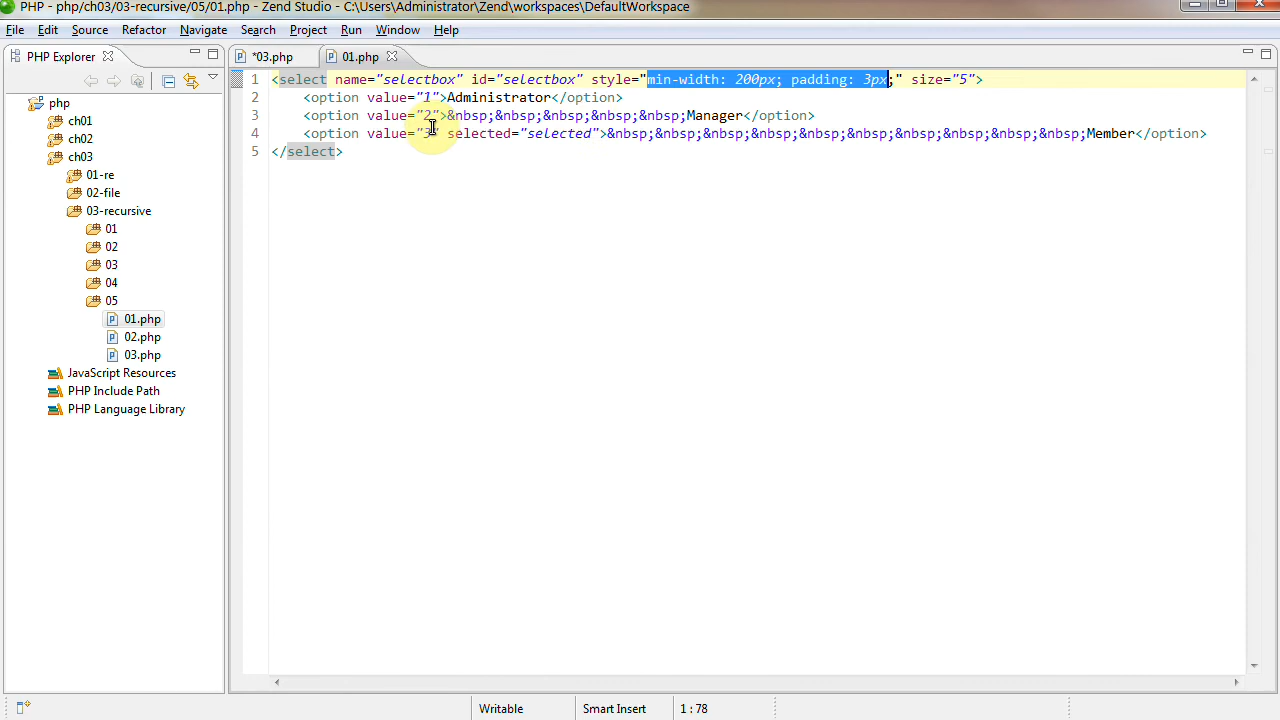 PHP - php/ch03/03-recursive/05/01.php - Zend Studio - C:\Users\Administrator\Zend\workspaces\DefaultWorkspace
File Edit Source Refactor Navigate Search Project Run Window Help
PHP Explorer
php
ch01
ch02
ch03
01-re
02-file
03-recursive
01
02
03
04
05
01.php
02.php
03.php
JavaScript Resources
PHP Include Path
PHP Language Library
*03.php 01.php
1 <select name="selectbox" id="selectbox" style="min-width: 200px; padding: 3px;" size="5">
2 <option value="1">Administrator</option>
3 <option value="2">&nbsp;&nbsp;&nbsp;&nbsp;&nbsp;Manager</option>
4 <option value="3" selected="selected">&nbsp;&nbsp;&nbsp;&nbsp;&nbsp;&nbsp;&nbsp;&nbsp;&nbsp;&nbsp;Member</option>
5 </select>
Writable Smart Insert 1 : 78